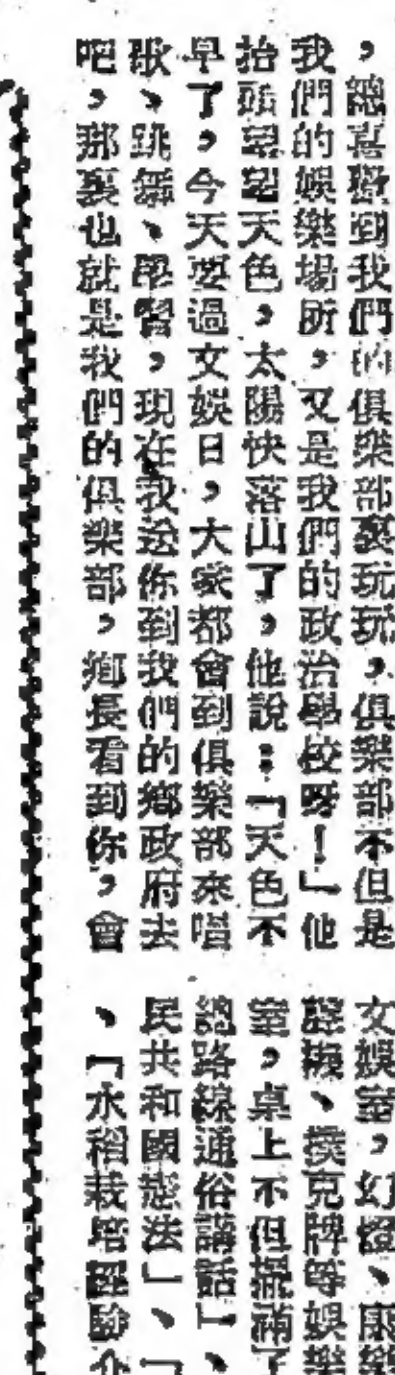 ，總喜歡到我們的俱樂部裏玩玩，俱樂部不但是
我們的娛樂場所，又是我們的政治學校呀！」他
抬頭望望天色，太陽快落山了，他說：「天色不
早了，今天要過文娛日，大家都會到俱樂部來唱
歌、跳舞、學習，現在我送你到我們的鄉政府去
吧，那裏也就是我們的俱樂部，鄉長看到你，會
文娛室，幻燈、康樂
棋、撲克牌等娛樂
室，桌上不但擺滿了
總路線通俗講話」、
民共和國憲法」、「
、「水稻栽培經驗介